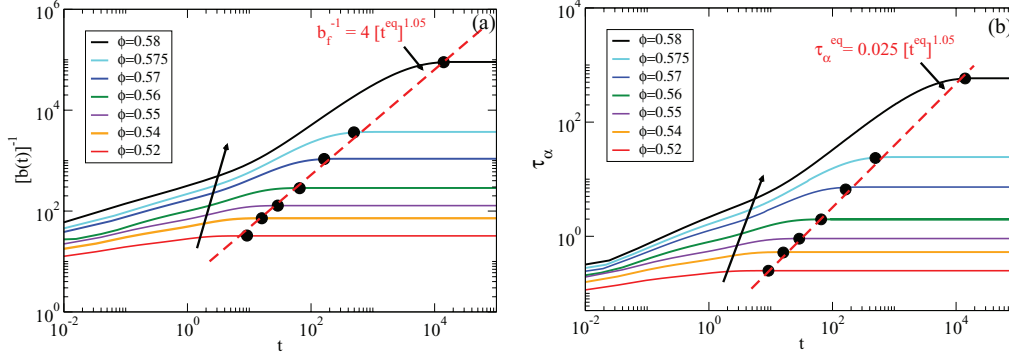 (a)
b_f^-1 = 4 [t^eq]^1.05
ϕ=0.58
ϕ=0.575
ϕ=0.57
ϕ=0.56
ϕ=0.55
ϕ=0.54
ϕ=0.52
[b(t)]^-1
10^6
10^4
10^2
10^0
10^-2
10^0
10^2
10^4
t
(b)
τ_α^eq = 0.025 [t^eq]^1.05
ϕ=0.58
ϕ=0.575
ϕ=0.57
ϕ=0.56
ϕ=0.55
ϕ=0.54
ϕ=0.52
τ_α
10^4
10^2
10^0
10^-2
10^0
10^2
10^4
t